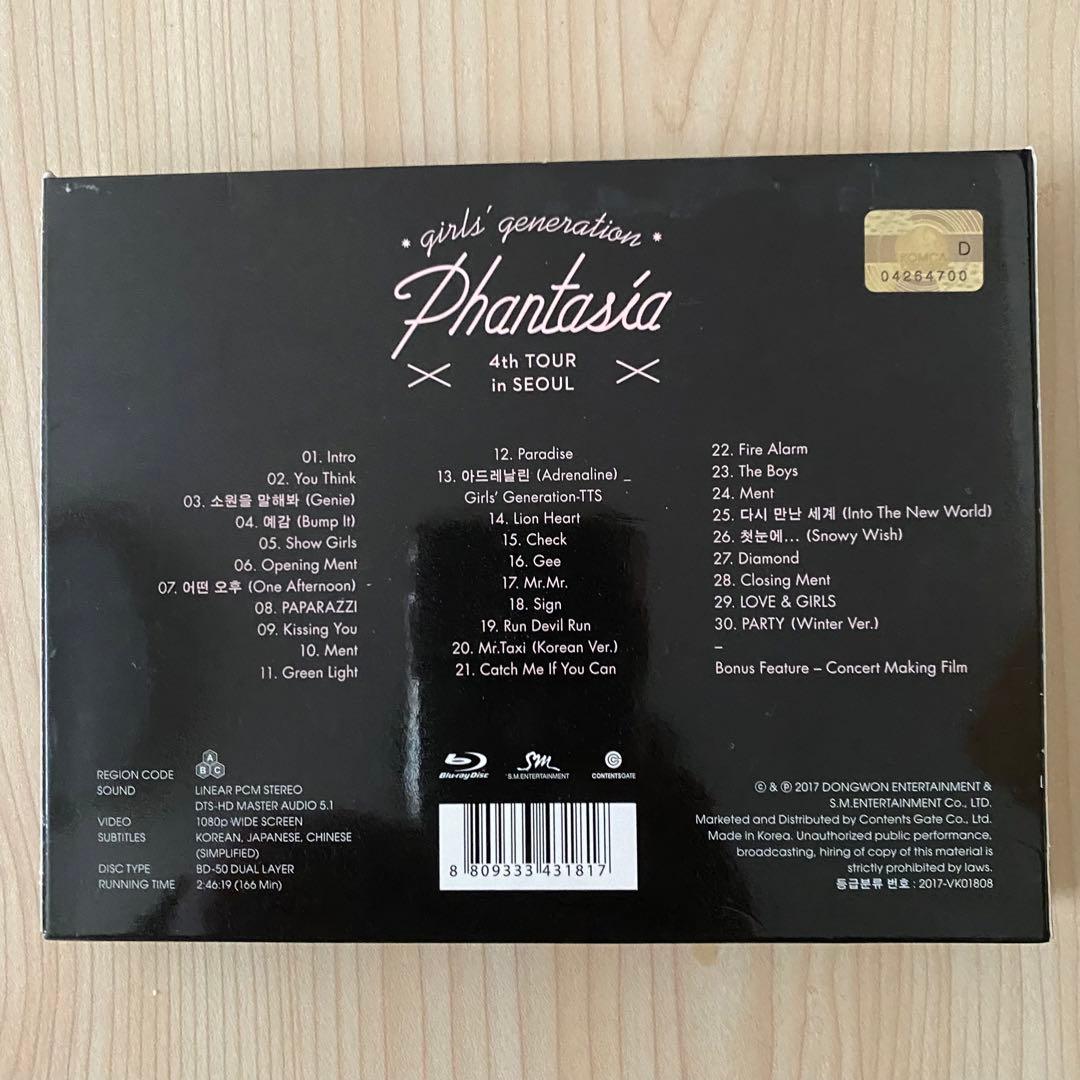 girls' generation
Phantasia
4th TOUR
in SEOUL
KOMCA
D
04264700
01. Intro
02. You Think
03. 소원을 말해봐 (Genie)
04. 예감 (Bump It)
05. Show Girls
06. Opening Ment
07. 어떤 오후 (One Afternoon)
08. PAPARAZZI
09. Kissing You
10. Ment
11. Green Light
12. Paradise
13. 아드레날린 (Adrenaline) _
Girls' Generation-TTS
14. Lion Heart
15. Check
16. Gee
17. Mr.Mr.
18. Sign
19. Run Devil Run
20. Mr.Taxi (Korean Ver.)
21. Catch Me If You Can
22. Fire Alarm
23. The Boys
24. Ment
25. 다시 만난 세계 (Into The New World)
26. 첫눈에... (Snowy Wish)
27. Diamond
28. Closing Ment
29. LOVE & GIRLS
30. PARTY (Winter Ver.)
–
Bonus Feature – Concert Making Film
REGION CODE A B C
SOUND LINEAR PCM STEREO
DTS-HD MASTER AUDIO 5.1
VIDEO 1080p WIDE SCREEN
SUBTITLES KOREAN, JAPANESE, CHINESE
(SIMPLIFIED)
DISC TYPE BD-50 DUAL LAYER
RUNNING TIME 2:46:19 (166 Min)
Blu-ray Disc
SM
S.M.ENTERTAINMENT
CONTENTSGATE
8 809333 431817
© & ℗ 2017 DONGWON ENTERTAINMENT &
S.M.ENTERTAINMENT Co., LTD.
Marketed and Distributed by Contents Gate Co., Ltd.
Made in Korea. Unauthorized public performance,
broadcasting, hiring of copy of this material is
strictly prohibited by laws.
등급분류 번호 : 2017-VK01808